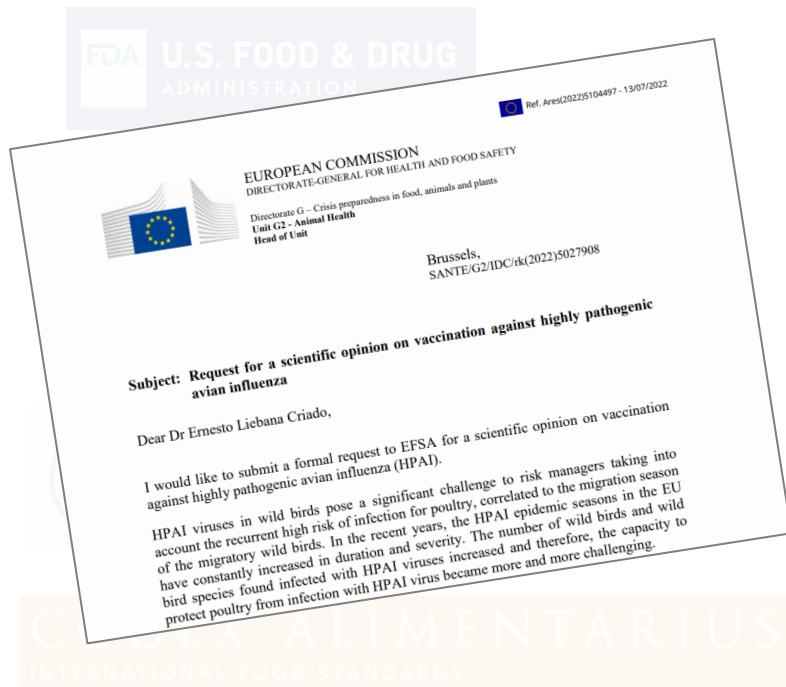 FDA U.S. FOOD & DRUG
ADMINISTRATION
Ref. Ares(2022)5104497 - 13/07/2022
EUROPEAN COMMISSION
DIRECTORATE-GENERAL FOR HEALTH AND FOOD SAFETY
Directorate G – Crisis preparedness in food, animals and plants
Unit G2 - Animal Health
Head of Unit
Brussels,
SANTE/G2/IDC/rk(2022)5027908
Subject: Request for a scientific opinion on vaccination against highly pathogenic
avian influenza
Dear Dr Ernesto Liebana Criado,
I would like to submit a formal request to EFSA for a scientific opinion on vaccination
against highly pathogenic avian influenza (HPAI).
HPAI viruses in wild birds pose a significant challenge to risk managers taking into
account the recurrent high risk of infection for poultry, correlated to the migration season
of the migratory wild birds. In the recent years, the HPAI epidemic seasons in the EU
have constantly increased in duration and severity. The number of wild birds and wild
bird species found infected with HPAI viruses increased and therefore, the capacity to
protect poultry from infection with HPAI virus became more and more challenging.
ALIMENTARIUS
INTERNATIONAL FOOD STANDARDS